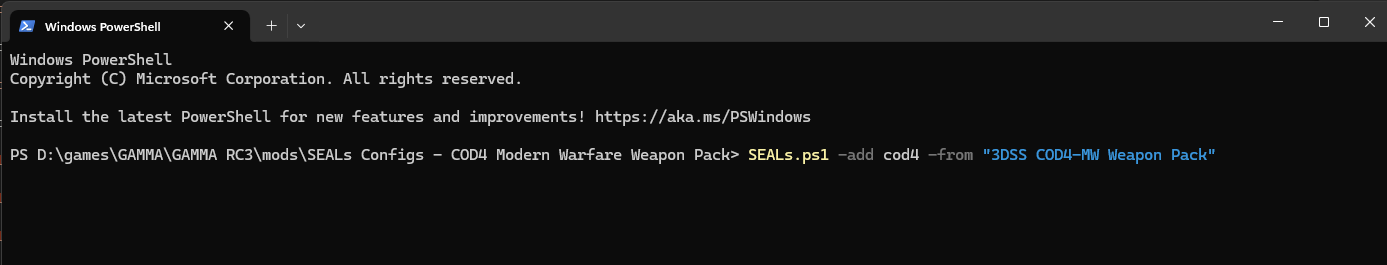 Windows PowerShell
Windows PowerShell
Copyright (C) Microsoft Corporation. All rights reserved.
Install the latest PowerShell for new features and improvements! https://aka.ms/PSWindows
PS D:\games\GAMMA\GAMMA RC3\mods\SEALs Configs - COD4 Modern Warfare Weapon Pack> SEALs.ps1 -add cod4 -from "3DSS COD4-MW Weapon Pack"